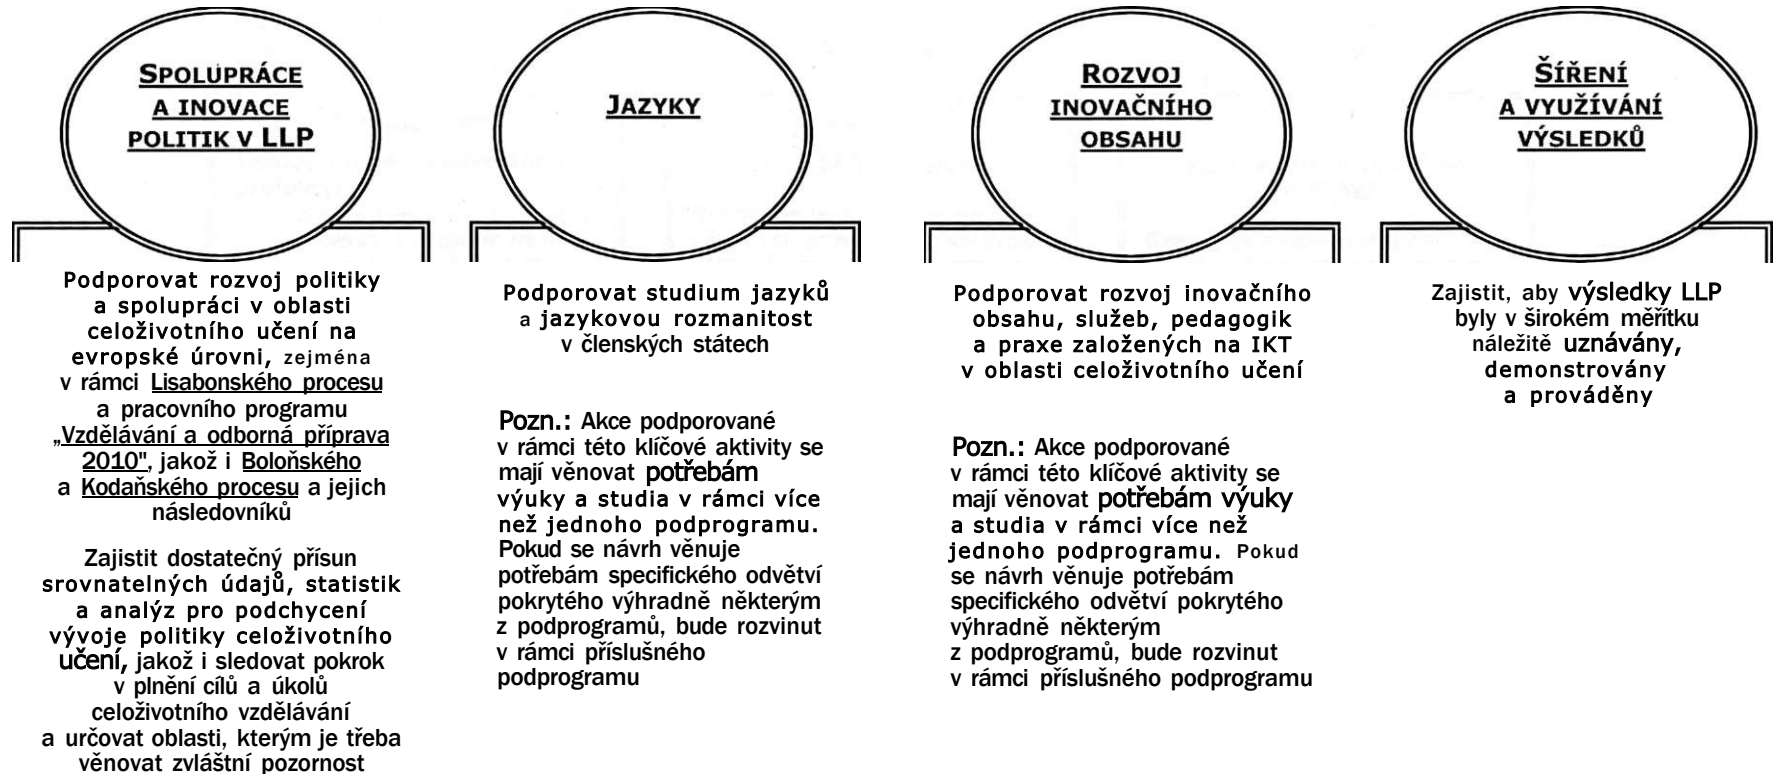 SPOLUPRÁCE
A INOVACE
POLITIK V LLP
Podporovat rozvoj politiky
a spolupráci v oblasti
celoživotního učení na
evropské úrovni, zejména
v rámci Lisabonského procesu
a pracovního programu
„Vzdělávání a odborná příprava
2010", jakož i Boloňského
a Kodaňského procesu a jejich
následovníků
Zajistit dostatečný přísun
srovnatelných údajů, statistik
a analýz pro podchycení
vývoje politiky celoživotního
učení, jakož i sledovat pokrok
v plnění cílů a úkolů
celoživotního vzdělávání
a určovat oblasti, kterým je třeba
věnovat zvláštní pozornost
JAZYKY
Podporovat studium jazyků
a jazykovou rozmanitost
v členských státech
Pozn.: Akce podporované
v rámci této klíčové aktivity se
mají věnovat potřebám
výuky a studia v rámci více
než jednoho podprogramu.
Pokud se návrh věnuje
potřebám specifického odvětví
pokrytého výhradně některým
z podprogramů, bude rozvinut
v rámci příslušného
podprogramu
ROZVOJ
INOVAČNÍHO
OBSAHU
Podporovat rozvoj inovačního
obsahu, služeb, pedagogik
a praxe založených na IKT
v oblasti celoživotního učení
Pozn.: Akce podporované
v rámci této klíčové aktivity se
mají věnovat potřebám výuky
a studia v rámci více než
jednoho podprogramu. Pokud
se návrh věnuje potřebám
specifického odvětví pokrytého
výhradně některým
z podprogramů, bude rozvinut
v rámci příslušného podprogramu
ŠÍŘENÍ
A VYUŽÍVÁNÍ
VÝSLEDKŮ
Zajistit, aby výsledky LLP
byly v širokém měřítku
náležitě uznávány,
demonstrovány
a prováděny